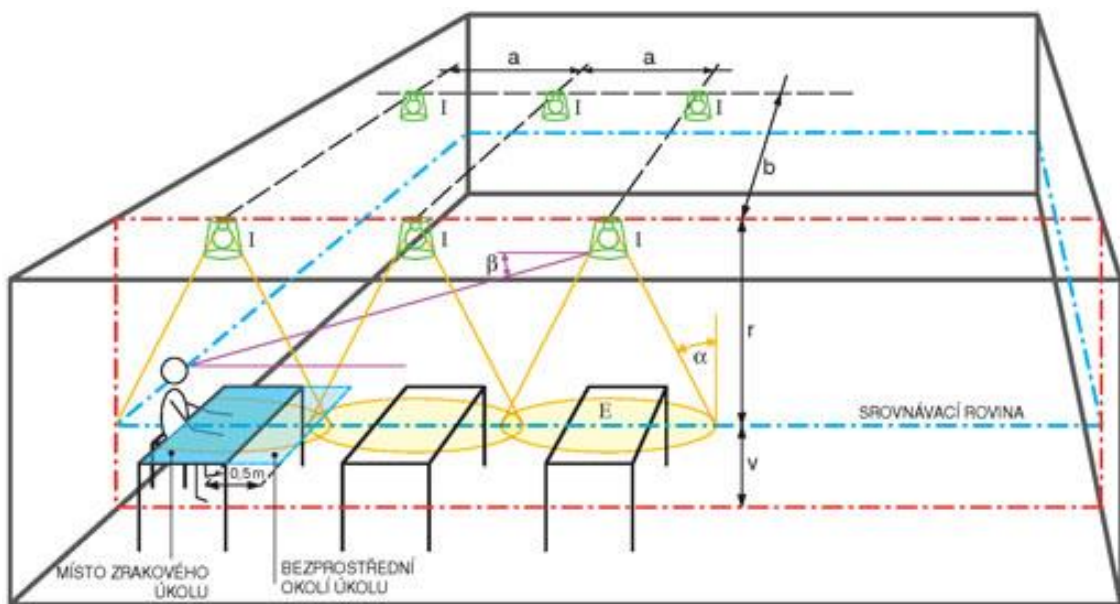 a a
I I I
b
I I I
β
r
α
E
SROVNÁVACÍ ROVINA
v
0,5m
MÍSTO ZRAKOVÉHO
ÚKOLU
BEZPROSTŘEDNÍ
OKOLÍ ÚKOLU